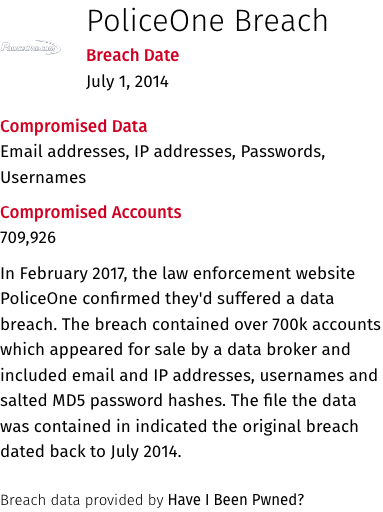 PoliceOne Breach
PoliceOne.com
Breach Date
July 1, 2014
Compromised Data
Email addresses, IP addresses, Passwords,
Usernames
Compromised Accounts
709,926
In February 2017, the law enforcement website
PoliceOne confirmed they'd suffered a data
breach. The breach contained over 700k accounts
which appeared for sale by a data broker and
included email and IP addresses, usernames and
salted MD5 password hashes. The file the data
was contained in indicated the original breach
dated back to July 2014.
Breach data provided by Have I Been Pwned?